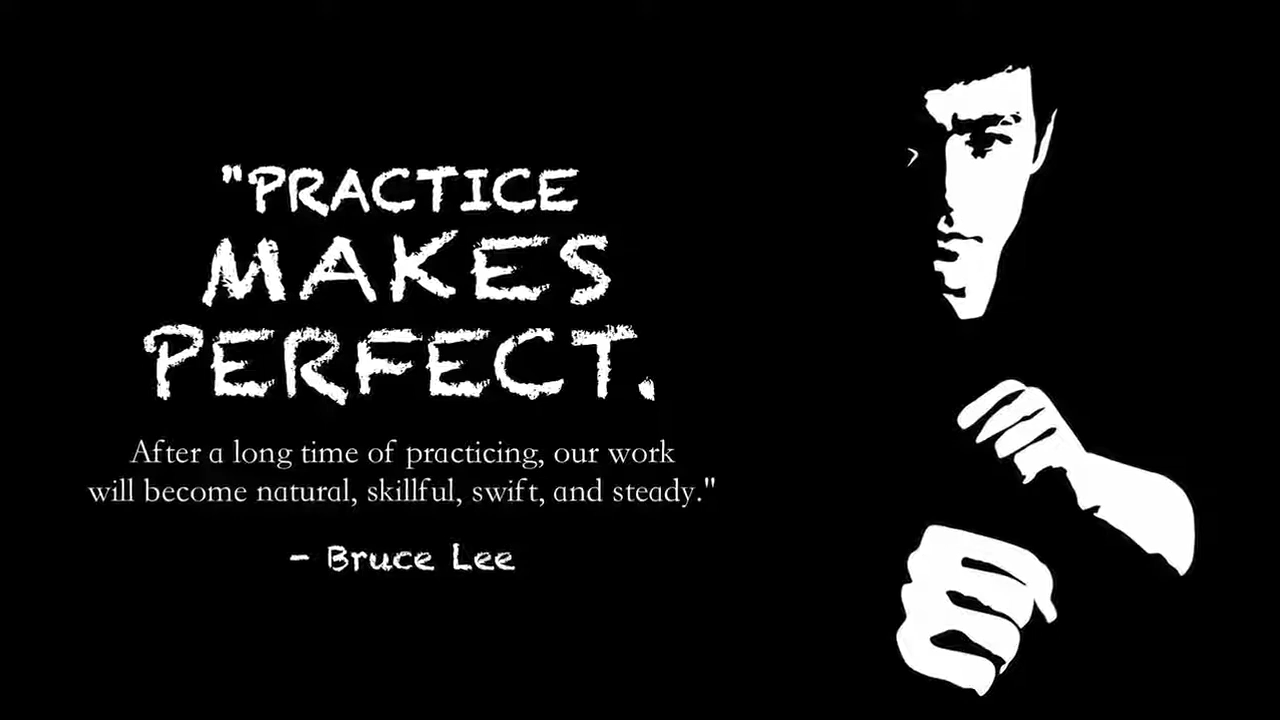 "PRACTICE
MAKES
PERFECT.
After a long time of practicing, our work
will become natural, skillful, swift, and steady."
- Bruce Lee